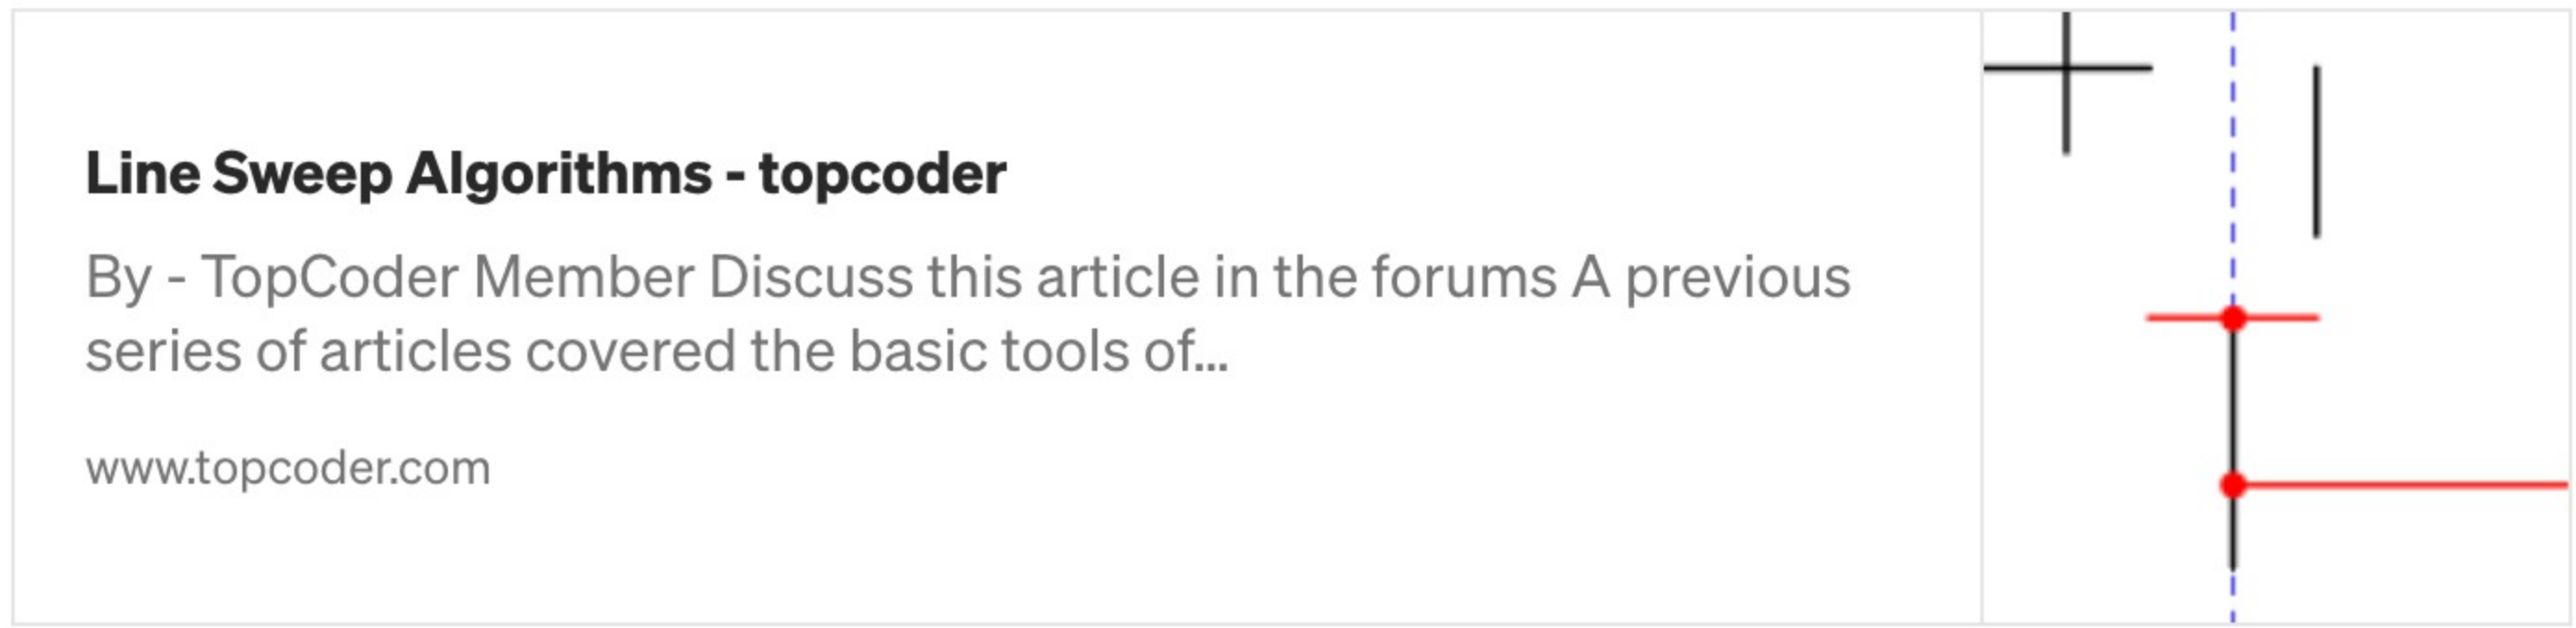 Line Sweep Algorithms - topcoder
By - TopCoder Member Discuss this article in the forums A previous
series of articles covered the basic tools of...
www.topcoder.com